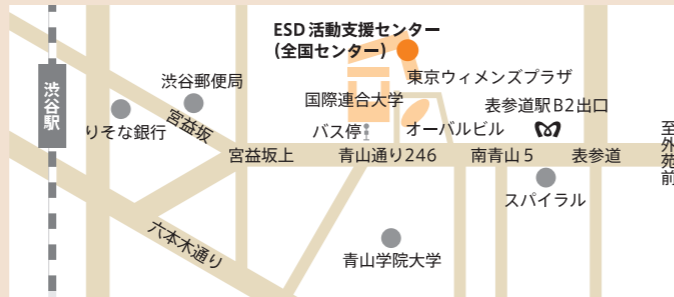 ESD 活動支援センター
(全国センター)
東京ウィメンズプラザ
渋谷郵便局
国際連合大学
表参道駅B2出口
渋谷駅
りそな銀行
宮益坂
バス停
オーバルビル
至外苑前
宮益坂上
青山通り246
南青山5
表参道
スパイラル
六本木通り
青山学院大学